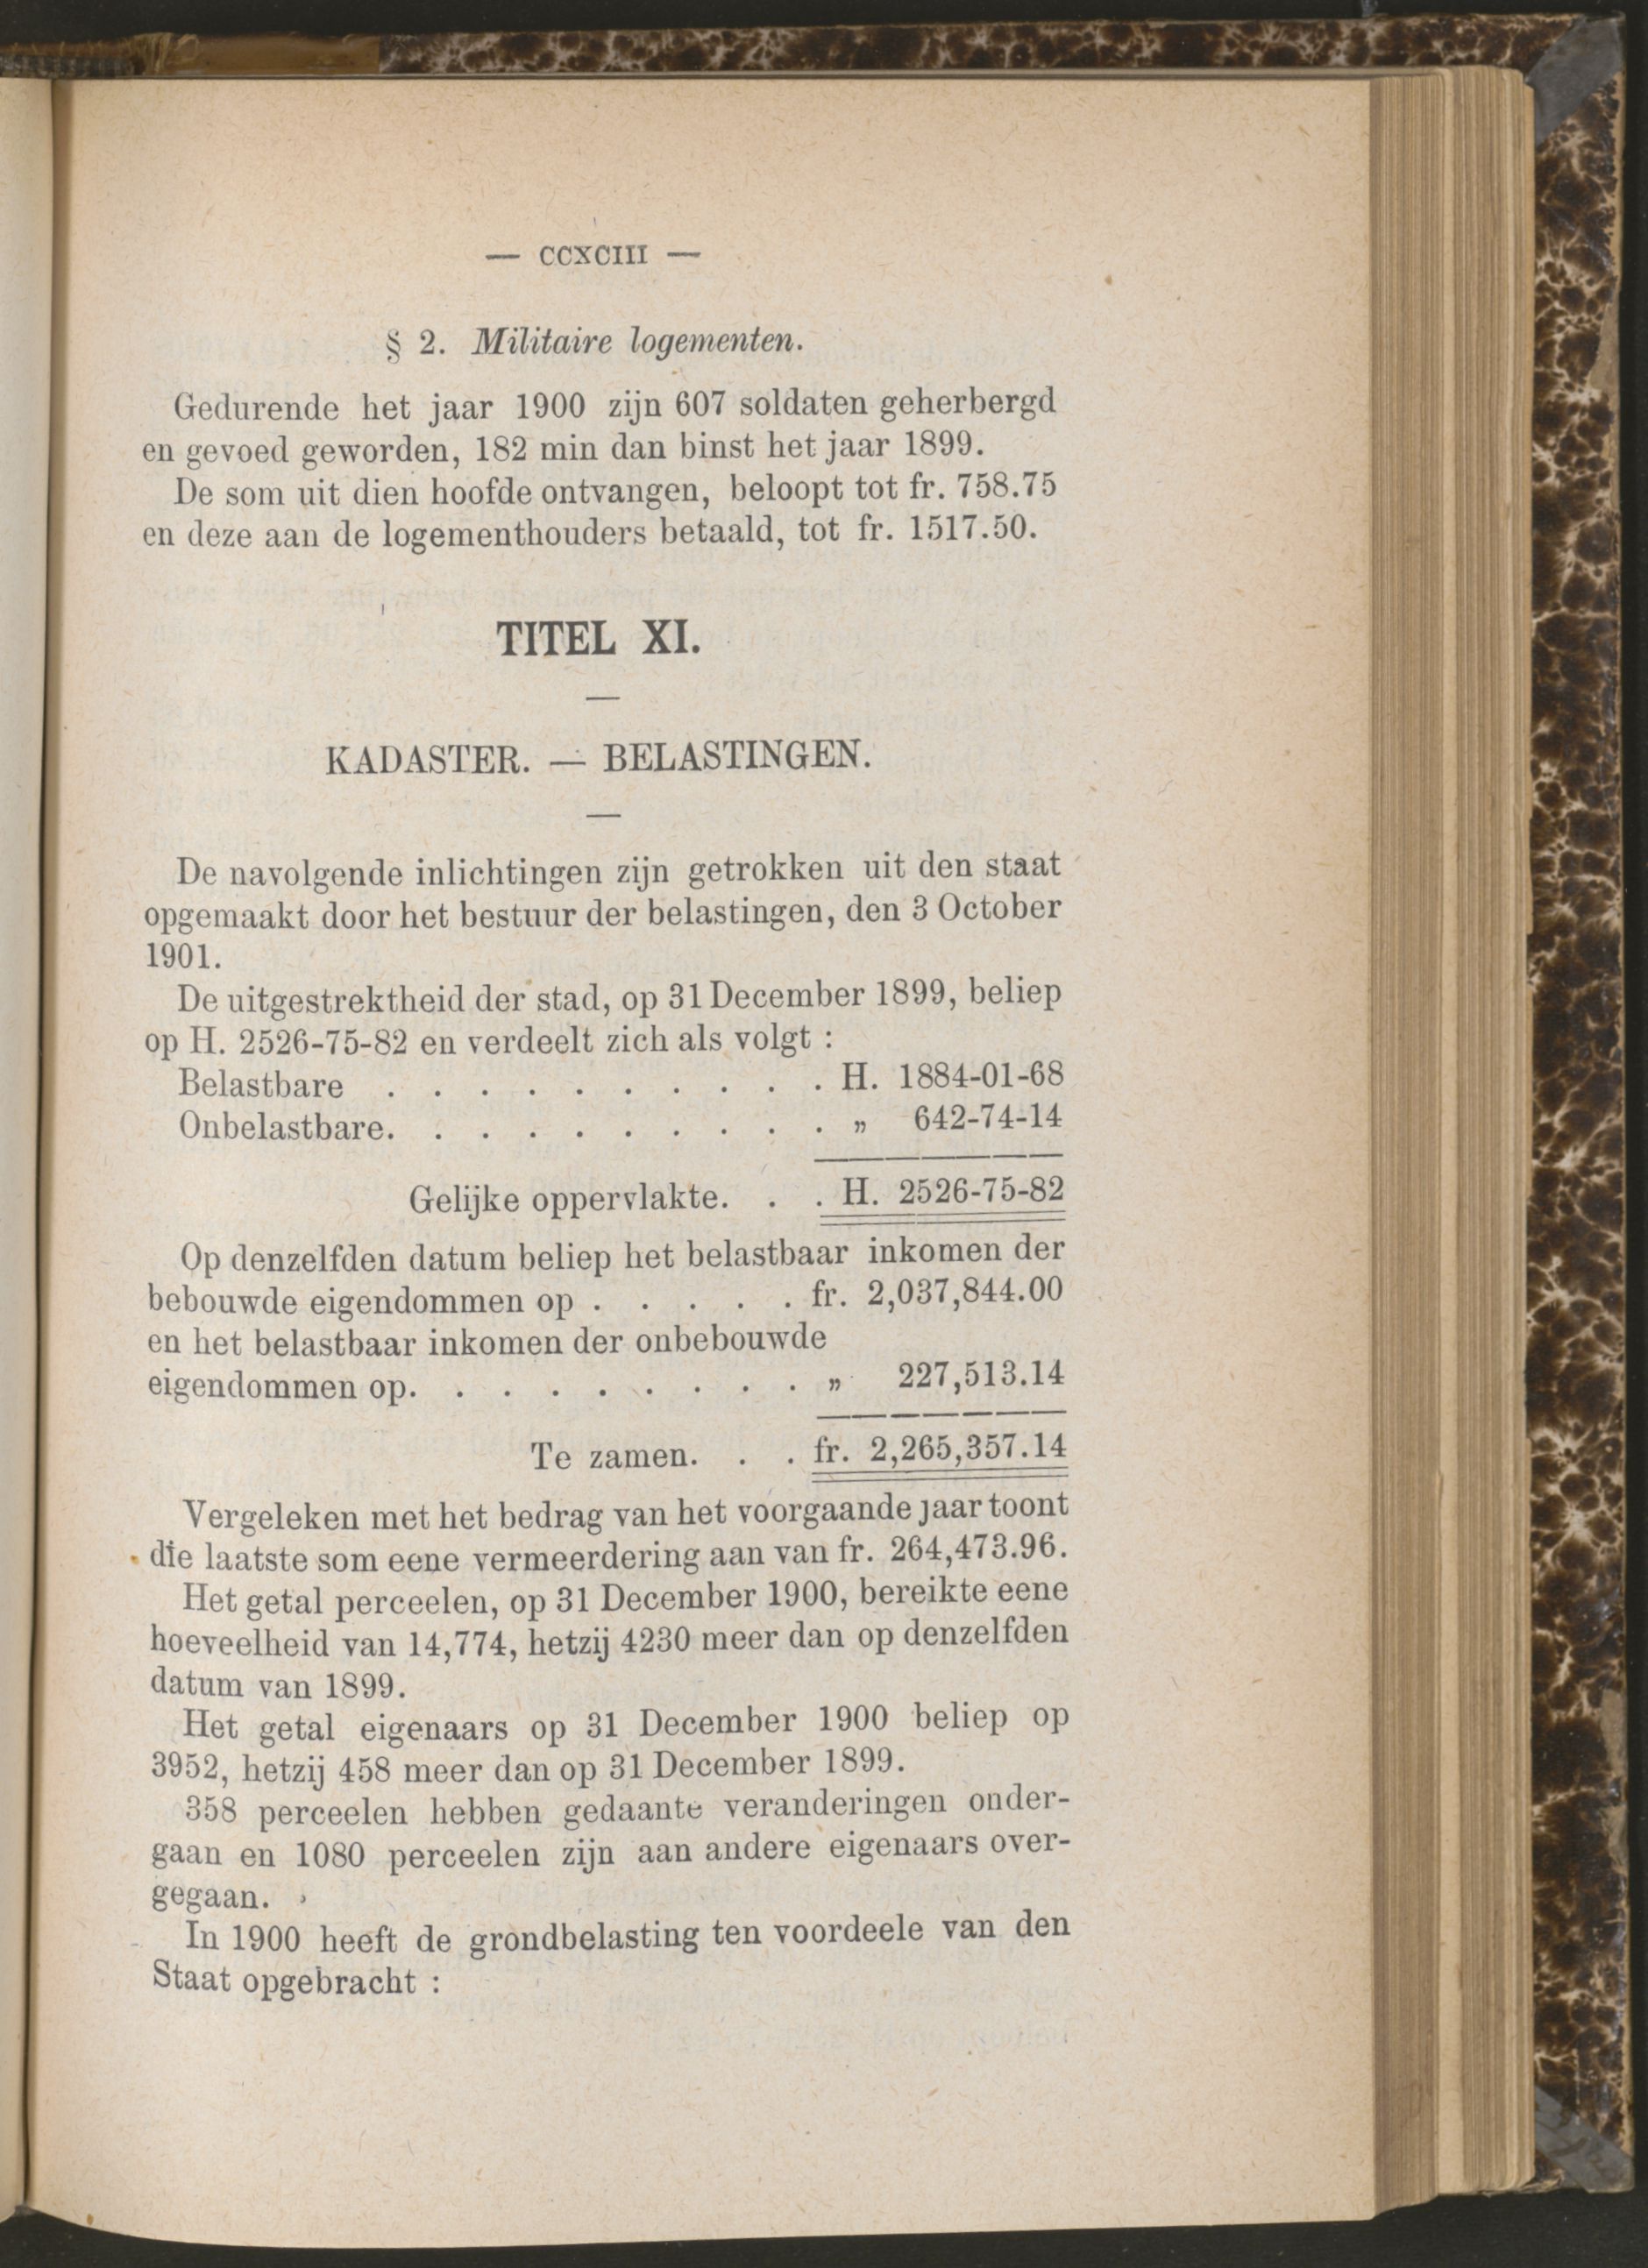 — CCXCIII —
§ 2. Militaire logementen.
Gedurende het jaar 1900 zijn 607 soldaten geherbergd
en gevoed geworden, 182 min dan binst het jaar 1899.
De som uit dien hoofde ontvangen, beloopt tot fr. 758.75
en deze aan de logementhouders betaald, tot fr. 1517.50.
TITEL XI.
KADASTER. — BELASTINGEN.
De navolgende inlichtingen zijn getrokken uit den staat
opgemaakt door het bestuur der belastingen, den 3 October
1901.
De uitgestrektheid der stad, op 31 December 1899, beliep
op H. 2526-75-82 en verdeelt zich als volgt :
Belastbare . . . . . . . . . . H. 1884-01-68
Onbelastbare. . . . . . . . . . „ 642-74-14
Gelijke oppervlakte. . . H. 2526-75-82
Op denzelfden datum beliep het belastbaar inkomen der
bebouwde eigendommen op . . . . . fr. 2,037,844.00
en het belastbaar inkomen der onbebouwde
eigendommen op. . . . . . . . . „ 227,513.14
Te zamen. . . fr. 2,265,357.14
Vergeleken met het bedrag van het voorgaande jaar toont
die laatste som eene vermeerdering aan van fr. 264,473.96.
Het getal perceelen, op 31 December 1900, bereikte eene
hoeveelheid van 14,774, hetzij 4230 meer dan op denzelfden
datum van 1899.
Het getal eigenaars op 31 December 1900 beliep op
3952, hetzij 458 meer dan op 31 December 1899.
358 perceelen hebben gedaante veranderingen onder-
gaan en 1080 perceelen zijn aan andere eigenaars over-
gegaan.
In 1900 heeft de grondbelasting ten voordeele van den
Staat opgebracht :